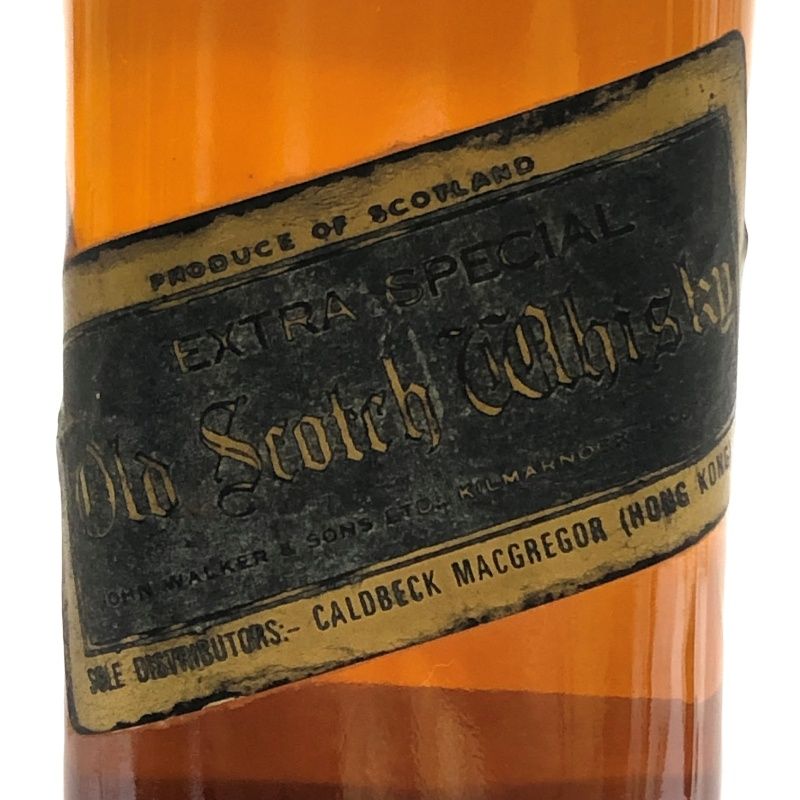 PRODUCE OF SCOTLAND
EXTRA SPECIAL
Old Scotch Whisky
JOHN WALKER & SONS LTD., KILMARNOCK
SOLE DISTRIBUTORS:- CALDBECK MACGREGOR (HONG KONG)